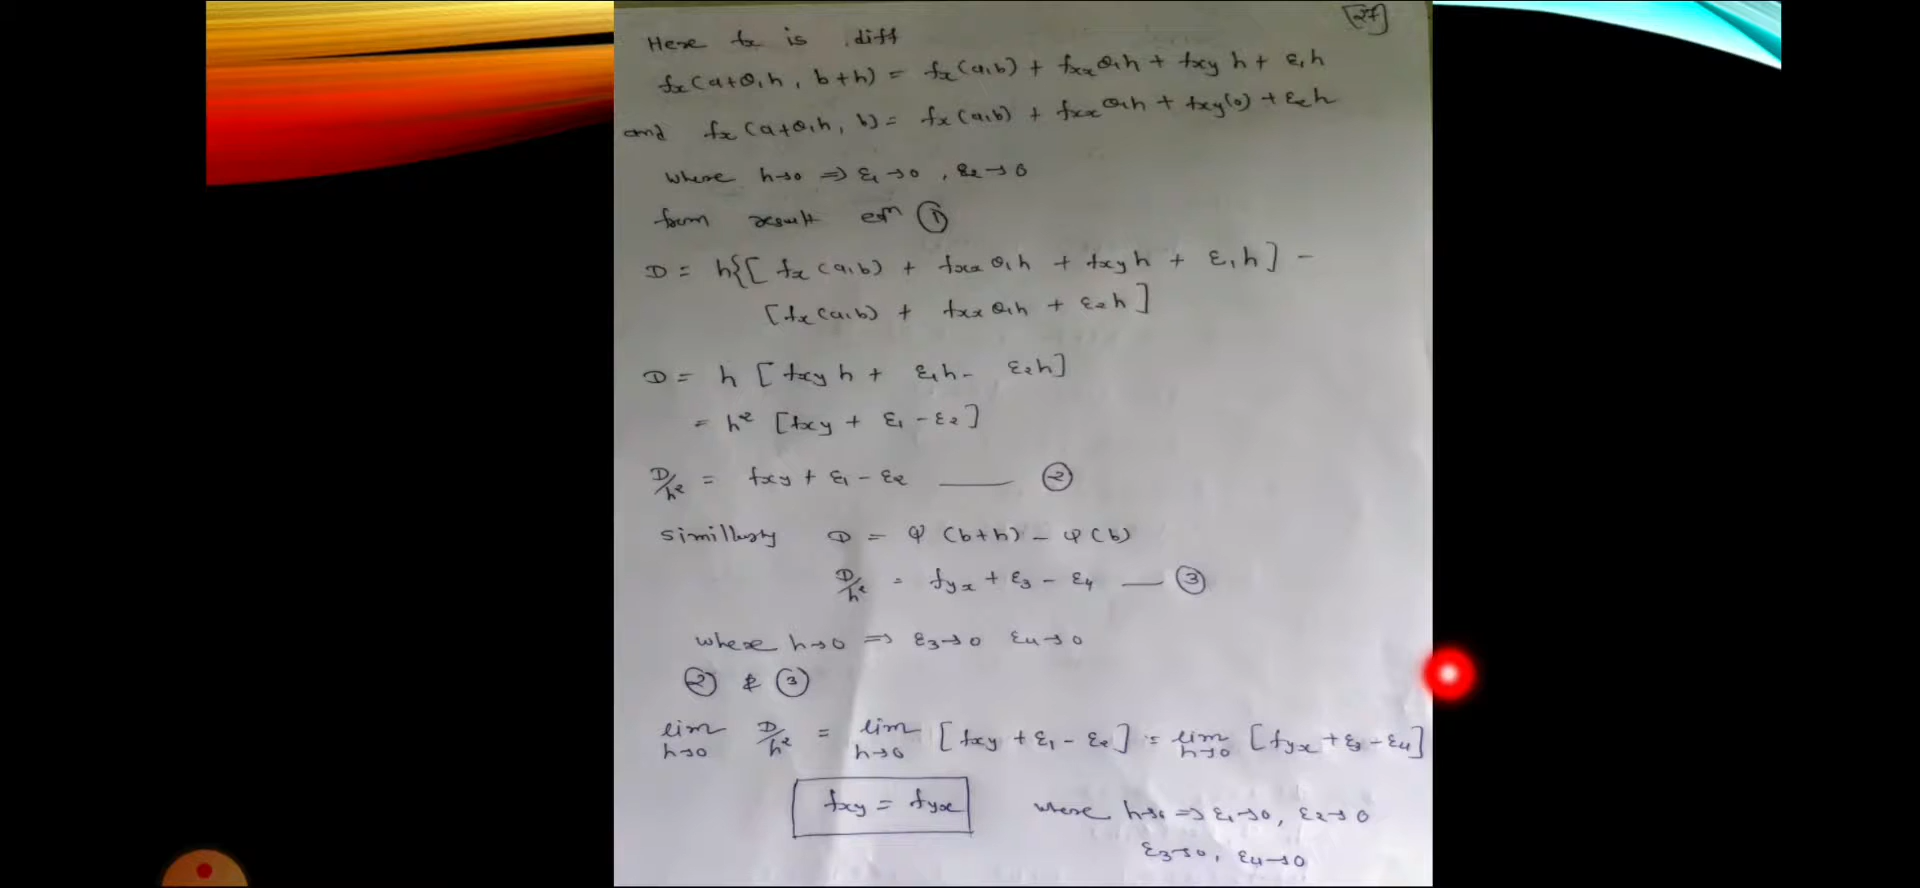 [27]
Here fx is diff
fx(a+θ1h, b+h) = fx(a,b) + fxx θ1h + fxy h + ε1h
and fx(a+θ1h, b) = fx(a,b) + fxx θ1h + fxy(0) + ε2h
where h→0 ⇒ ε1→0, ε2→0
form result eqn ①
D = h{[fx(a,b) + fxx θ1h + fxy h + ε1h] −
[fx(a,b) + fxx θ1h + ε2h]
D = h [fxy h + ε1h − ε2h]
= h² [fxy + ε1 − ε2]
D/h² = fxy + ε1 − ε2 —— ②
simillarly D = φ(b+h) − φ(b)
D/h² = fyx + ε3 − ε4 — ③
where h→0 ⇒ ε3→0 ε4→0
② & ③
lim h→0 D/h² = lim h→0 [fxy + ε1 − ε2] = lim h→0 [fyx + ε3 − ε4]
fxy = fyx where h→0 ⇒ ε1→0, ε2→0
ε3→0, ε4→0